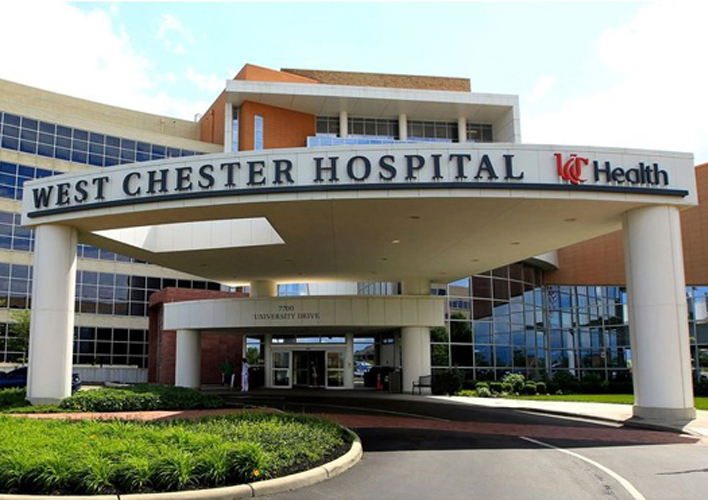 WEST CHESTER HOSPITAL UC Health
7700
UNIVERSITY DRIVE